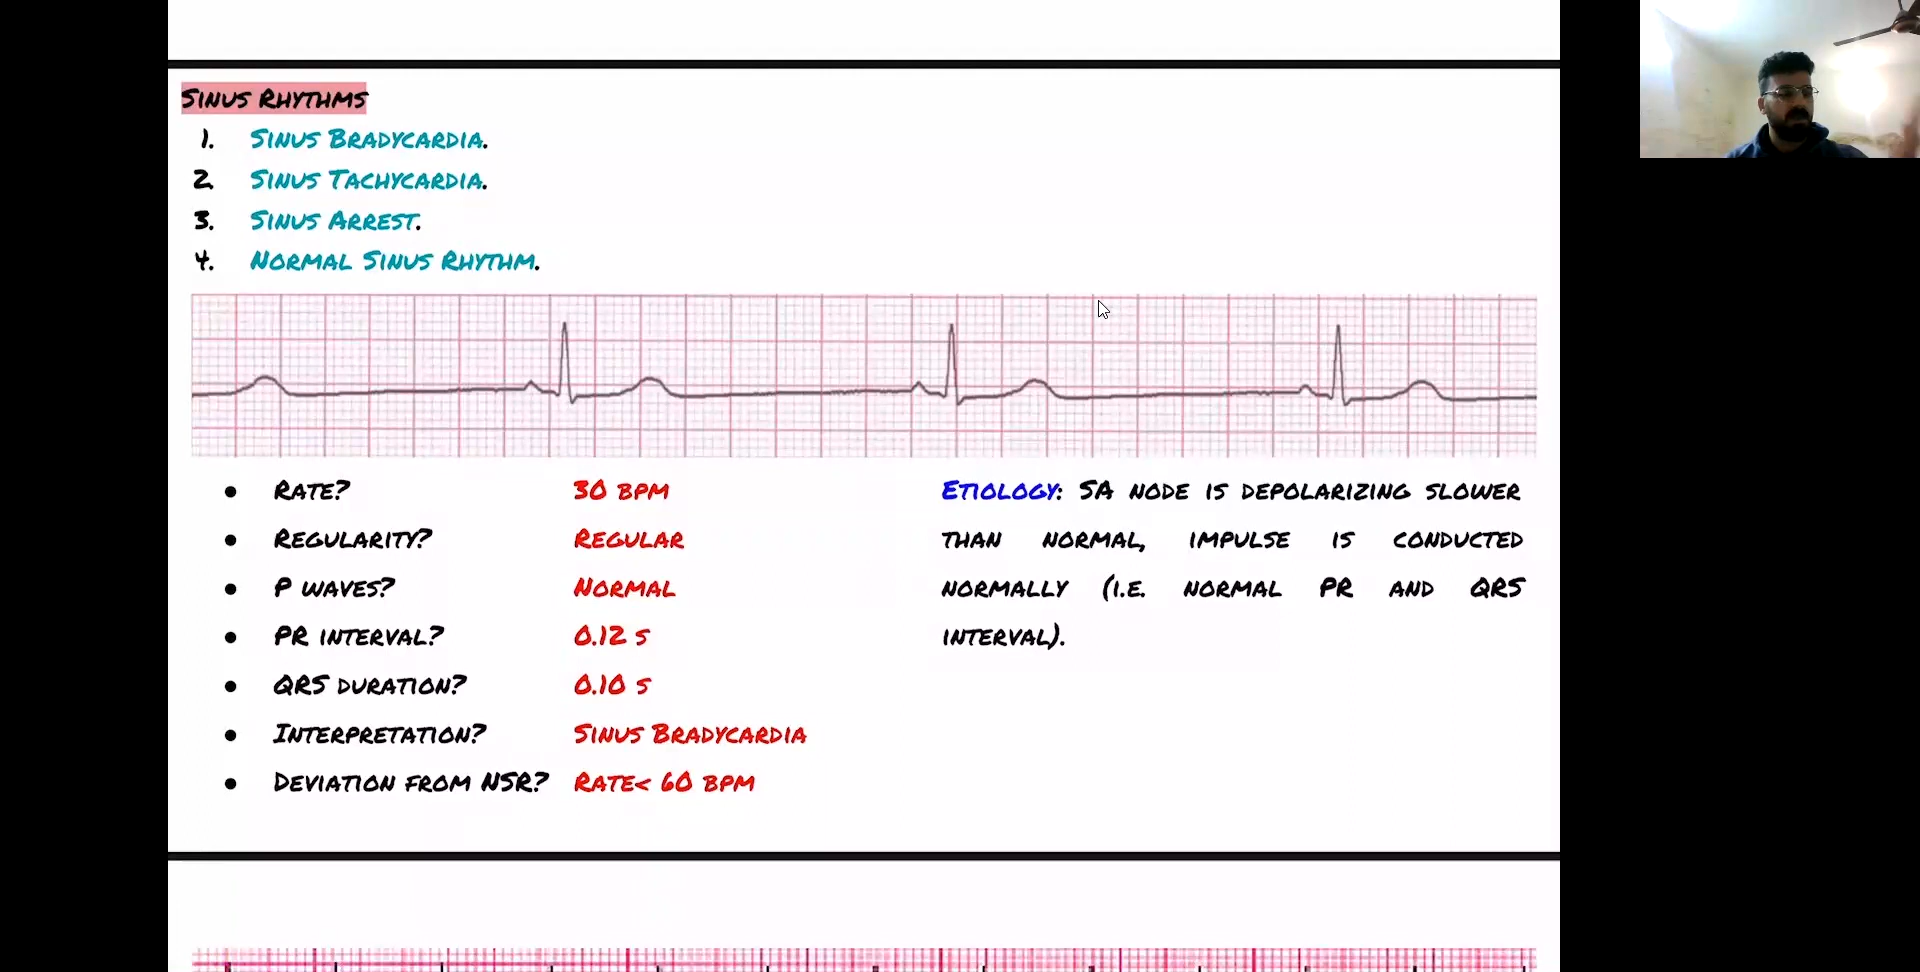 Sinus Rhythms
1. Sinus Bradycardia.
2. Sinus Tachycardia.
3. Sinus Arrest.
4. Normal Sinus Rhythm.
• Rate? 30 bpm
• Regularity? Regular
• P waves? Normal
• PR interval? 0.12 s
• QRS duration? 0.10 s
• Interpretation? Sinus Bradycardia
• Deviation from NSR? Rate< 60 bpm
Etiology: SA node is depolarizing slower
than normal, impulse is conducted
normally (i.e. normal PR and QRS
interval).